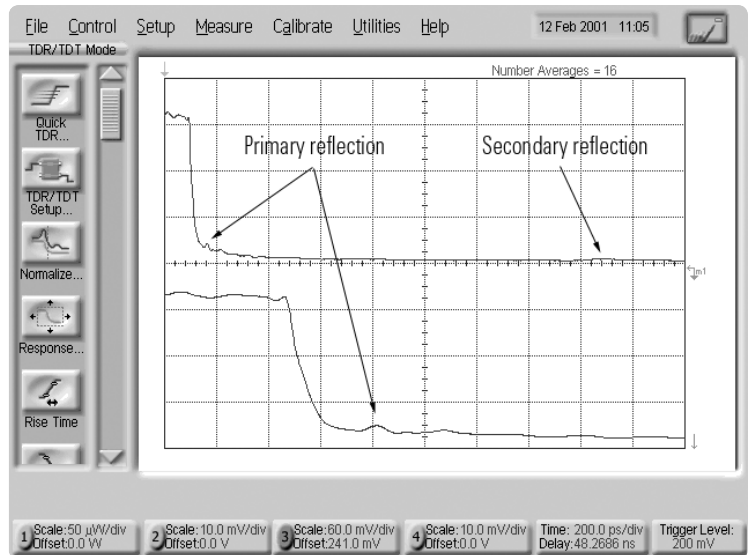 File Control Setup Measure Calibrate Utilities Help 12 Feb 2001 11:05
TDR/TDT Mode
Number Averages = 16
Quick
TDR...
TDR/TDT
Setup...
Normalize...
Response...
Rise Time
Primary reflection
Secondary reflection
m1
1 Scale:50 µW/div
Offset:0.0 W
2 Scale:10.0 mV/div
Offset:0.0 V
3 Scale:60.0 mV/div
Offset:241.0 mV
4 Scale:10.0 mV/div
Offset:0.0 V
Time: 200.0 ps/div
Delay:48.2686 ns
Trigger Level:
200 mV